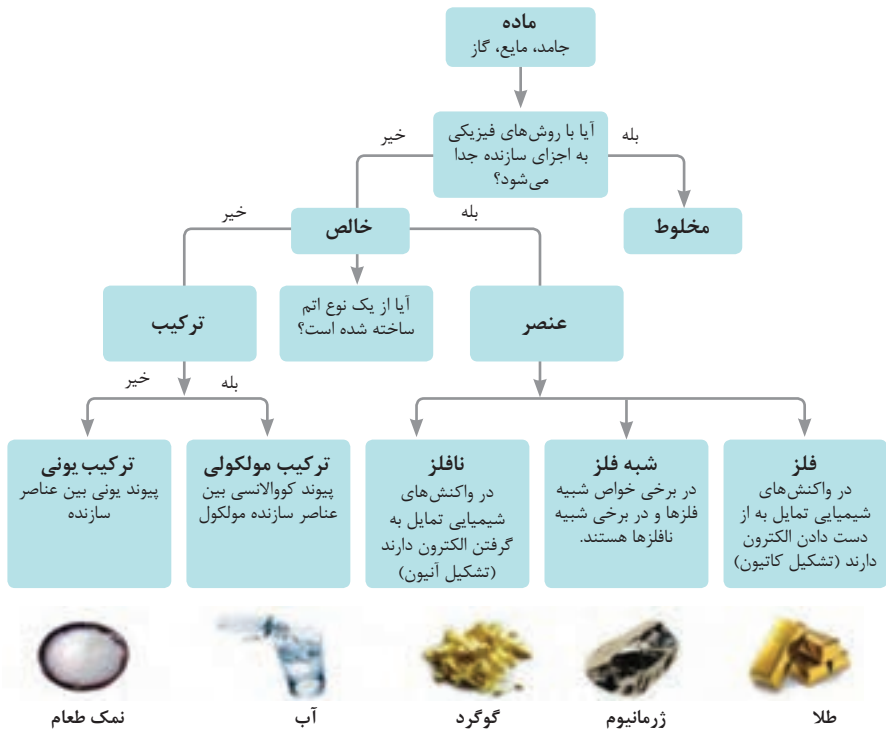 ماده
جامد، مایع، گاز
آیا با روش‌های فیزیکی
به اجزای سازنده جدا
می‌شود؟
بله
خیر
مخلوط
خالص
بله
خیر
آیا از یک نوع اتم
ساخته شده است؟
عنصر
ترکیب
بله
خیر
فلز
در واکنش‌های
شیمیایی تمایل به از
دست دادن الکترون
دارند (تشکیل کاتیون)
شبه فلز
در برخی خواص شبیه
فلزها و در برخی شبیه
نافلزها هستند.
نافلز
در واکنش‌های
شیمیایی تمایل به
گرفتن الکترون دارند
(تشکیل آنیون)
ترکیب مولکولی
پیوند کووالانسی بین
عناصر سازنده مولکول
ترکیب یونی
پیوند یونی بین عناصر
سازنده
طلا
ژرمانیوم
گوگرد
آب
نمک طعام